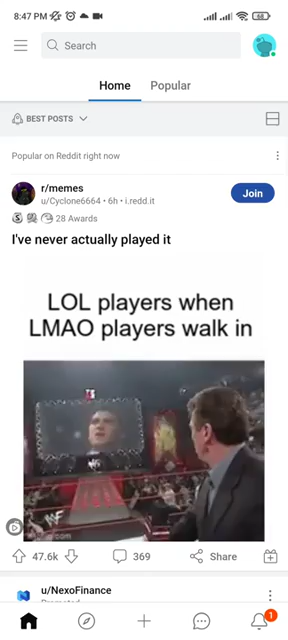 8:47 PM
68
Search
Home
Popular
BEST POSTS
Popular on Reddit right now
r/memes
u/Cyclone6664 • 6h • i.redd.it
Join
28 Awards
I've never actually played it
LOL players when
LMAO players walk in
47.6k
369
Share
u/NexoFinance
1